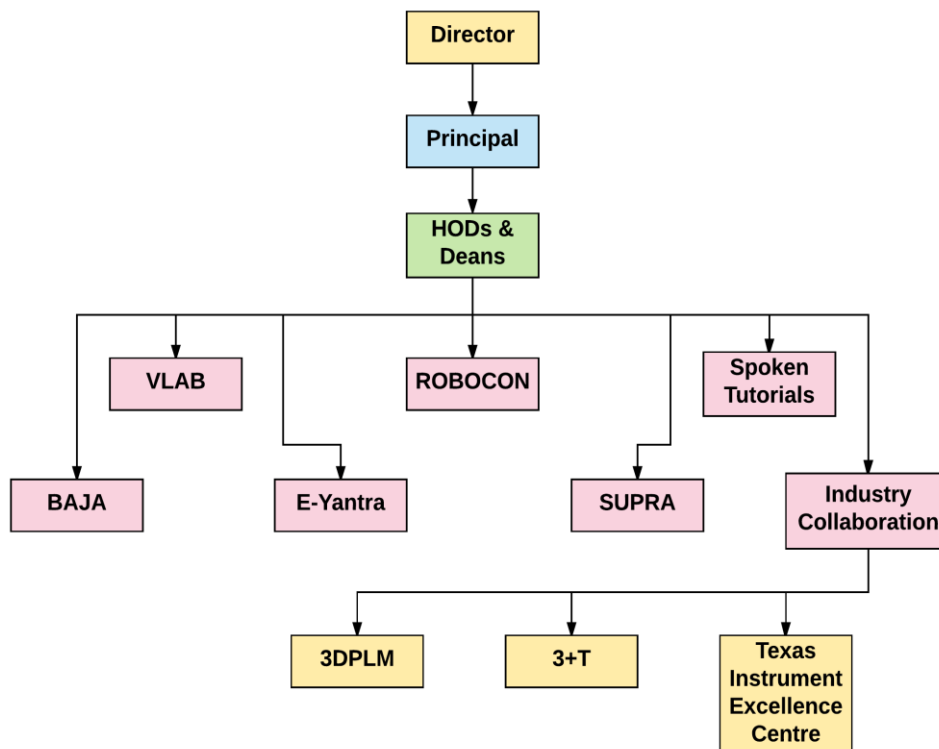 Director
Principal
HODs &
Deans
VLAB
ROBOCON
Spoken
Tutorials
BAJA
E-Yantra
SUPRA
Industry
Collaboration
3DPLM
3+T
Texas
Instrument
Excellence
Centre